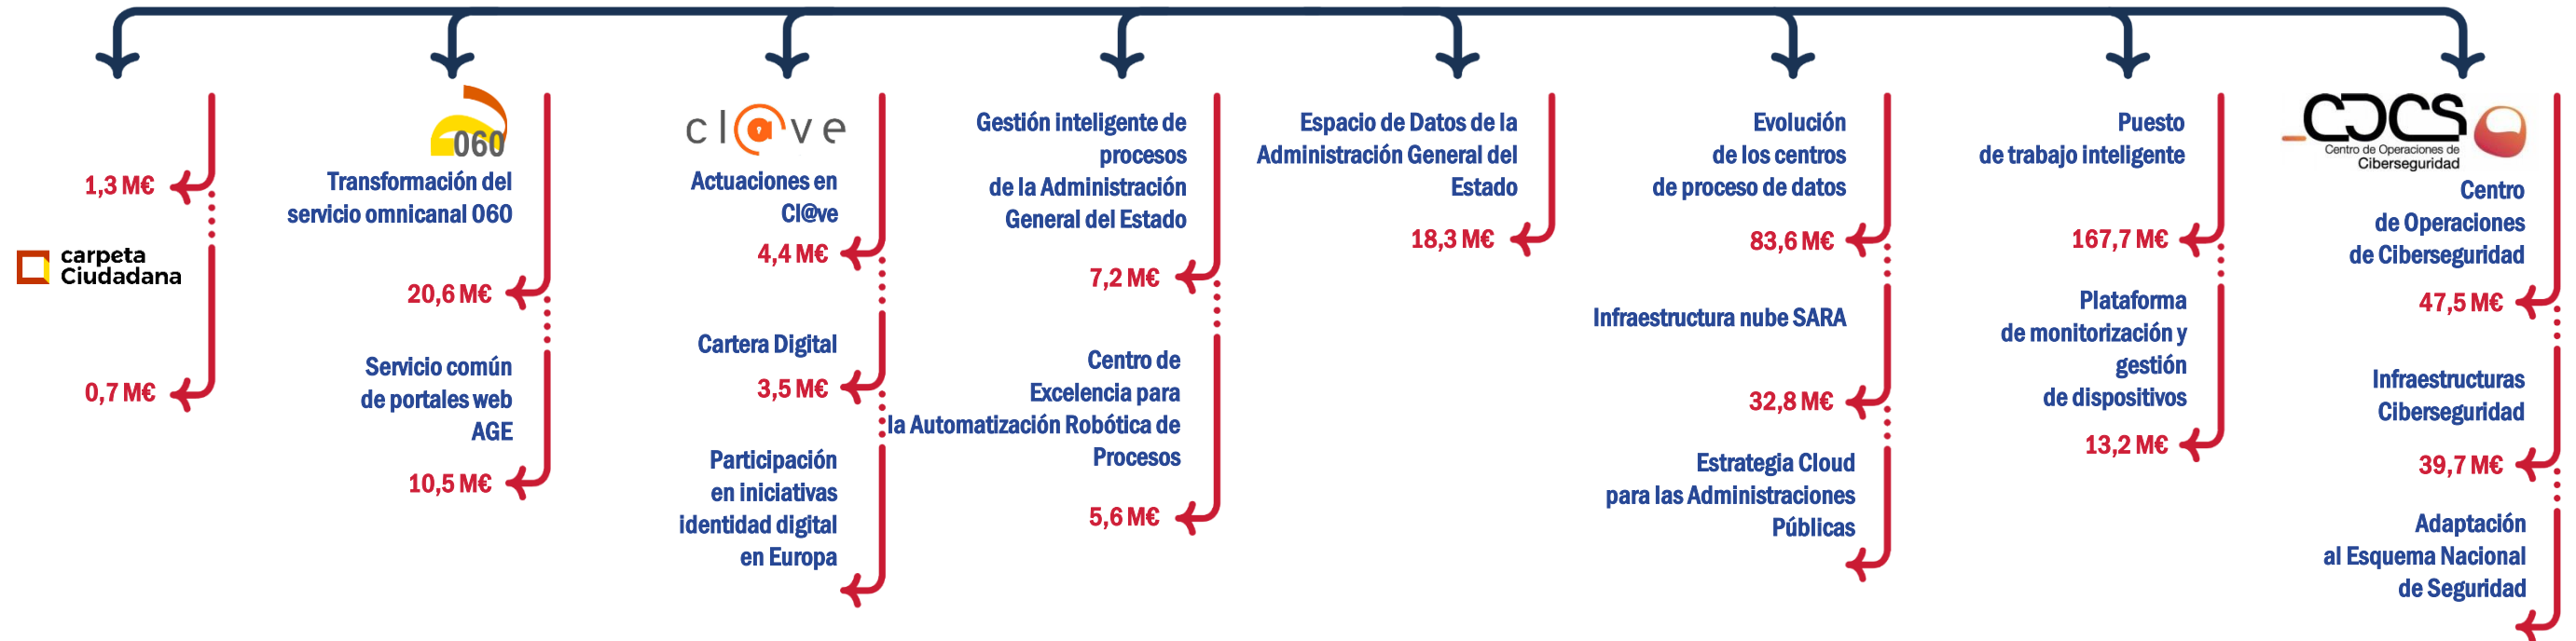 1,3 M€
carpeta
Ciudadana
0,7 M€
060
Transformación del
servicio omnicanal 060
20,6 M€
Servicio común
de portales web
AGE
10,5 M€
cl@ve
Actuaciones en
Cl@ve
4,4 M€
Cartera Digital
3,5 M€
Participación
en iniciativas
identidad digital
en Europa
Gestión inteligente de
procesos
de la Administración
General del Estado
7,2 M€
Centro de
Excelencia para
la Automatización Robótica de
Procesos
5,6 M€
Espacio de Datos de la
Administración General del
Estado
18,3 M€
Evolución
de los centros
de proceso de datos
83,6 M€
Infraestructura nube SARA
32,8 M€
Estrategia Cloud
para las Administraciones
Públicas
Puesto
de trabajo inteligente
167,7 M€
Plataforma
de monitorización y
gestión
de dispositivos
13,2 M€
COCS
Centro de Operaciones de
Ciberseguridad
Centro
de Operaciones
de Ciberseguridad
47,5 M€
Infraestructuras
Ciberseguridad
39,7 M€
Adaptación
al Esquema Nacional
de Seguridad